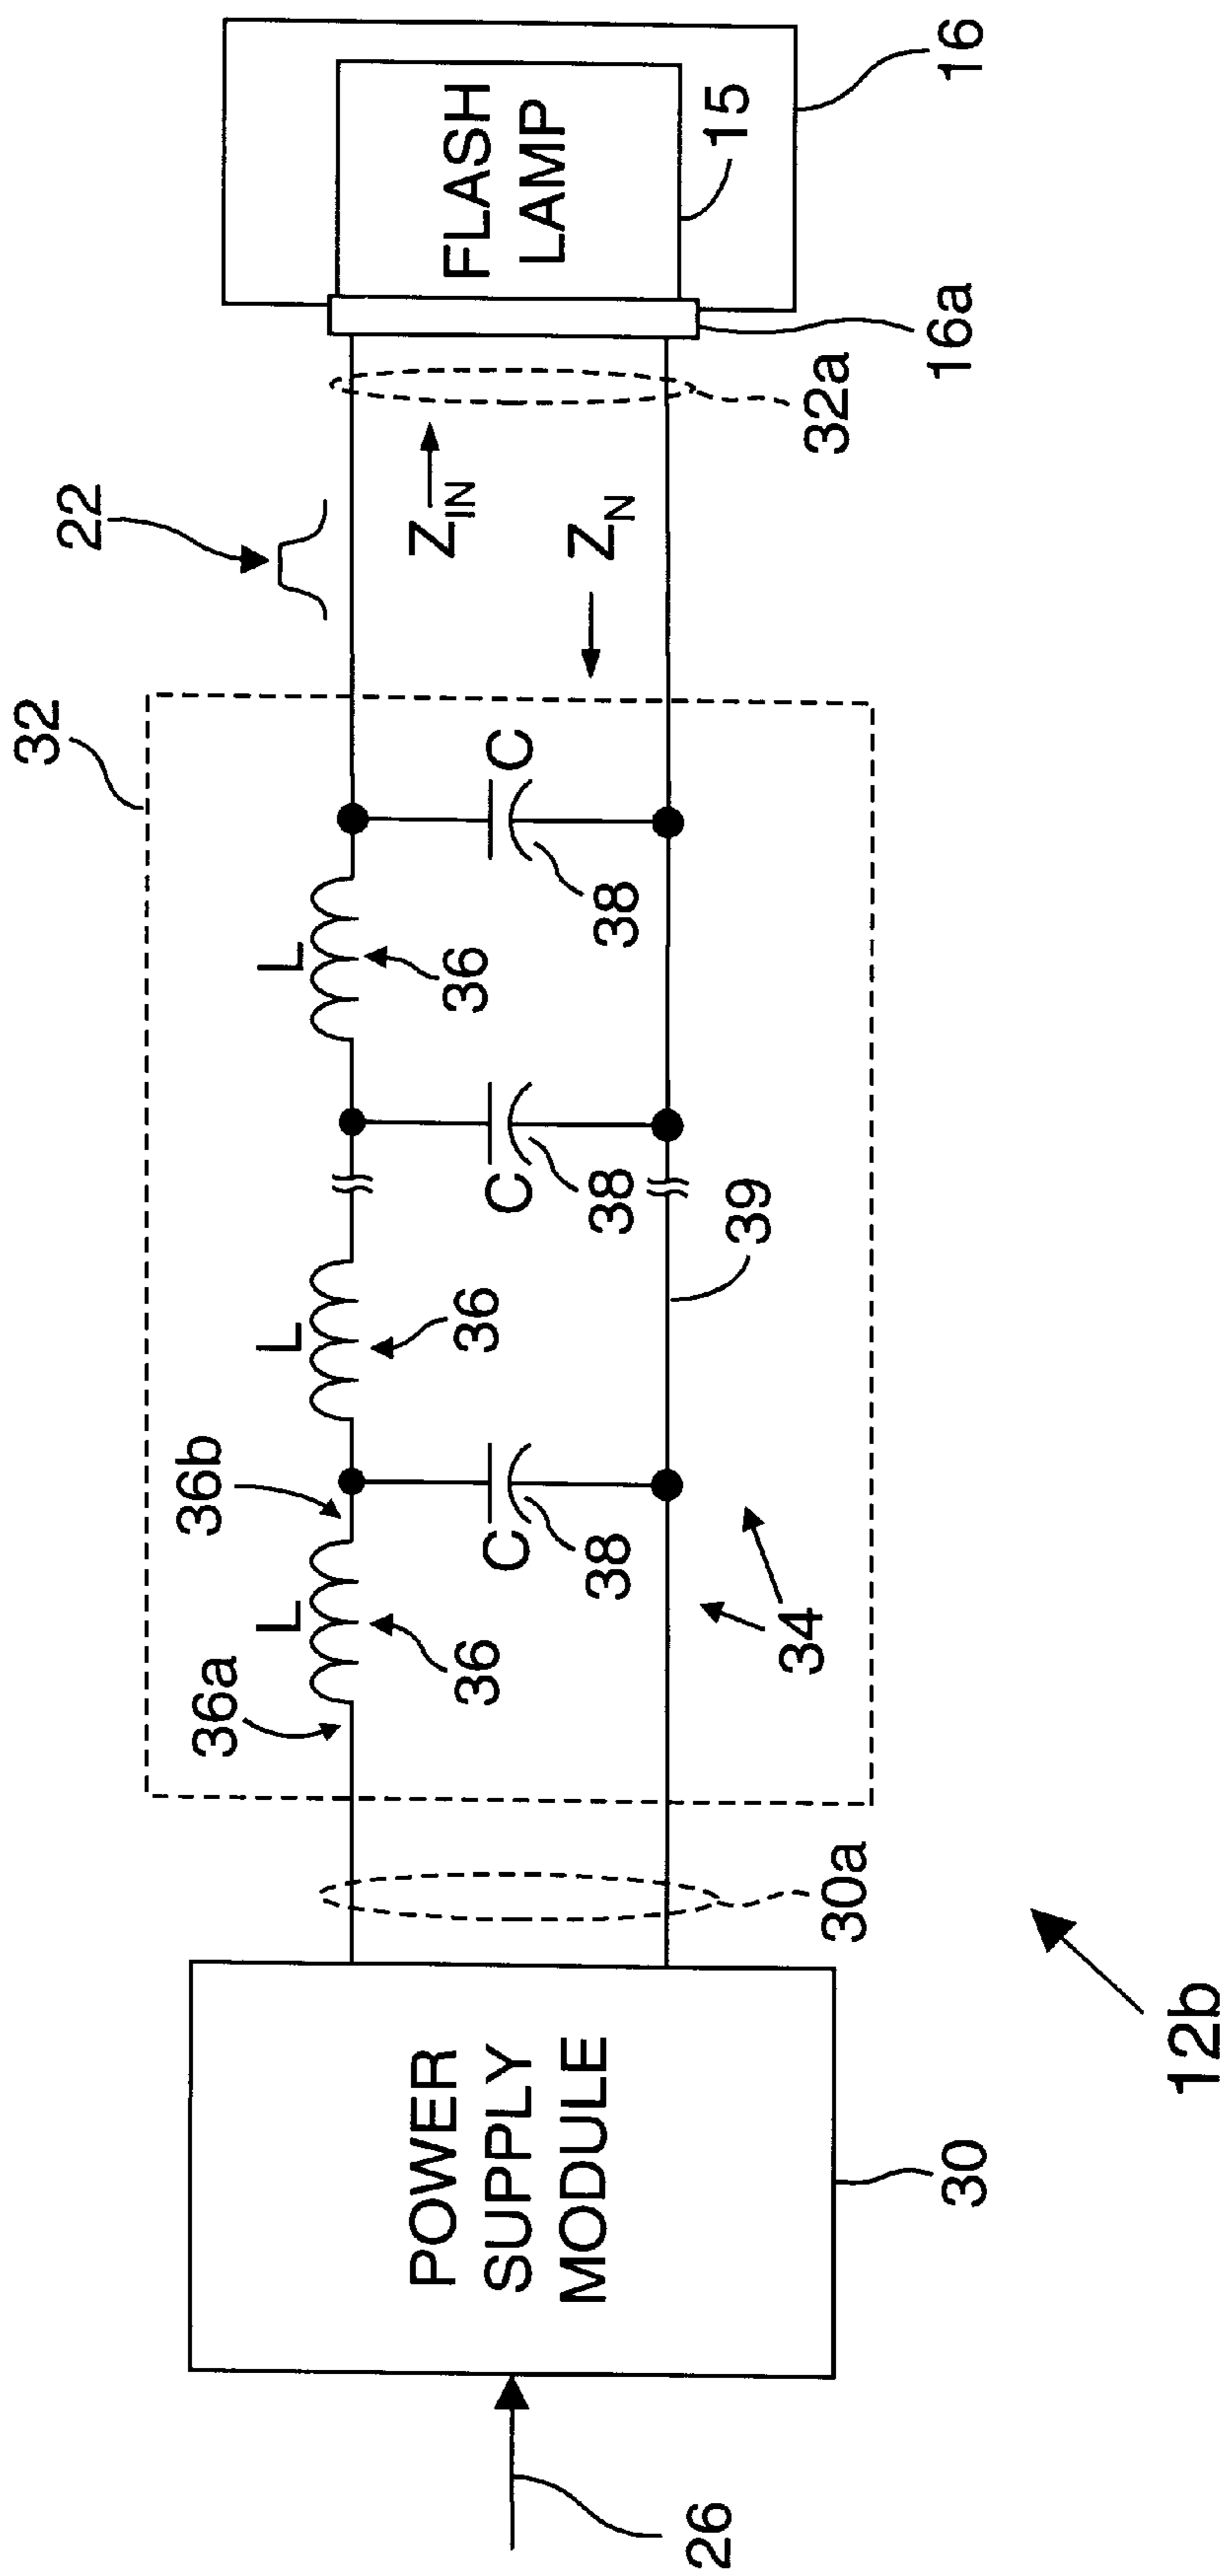 26
POWER
SUPPLY
MODULE
30
30a
32
36a
L
36
36b
C
38
L
36
34
39
C
38
L
36
C
38
22
Z_IN
Z_N
32a
16a
FLASH
LAMP
15
16
12b